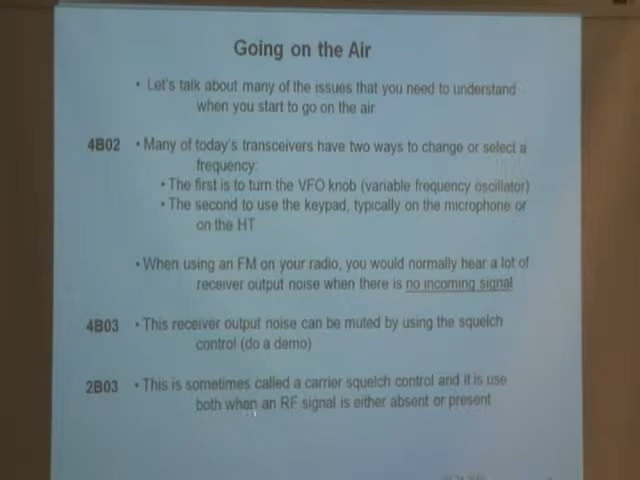 Going on the Air
• Let's talk about many of the issues that you need to understand
when you start to go on the air
4B02 • Many of today's transceivers have two ways to change or select a
frequency:
• The first is to turn the VFO knob (variable frequency oscillator)
• The second to use the keypad, typically on the microphone or
on the HT
• When using an FM on your radio, you would normally hear a lot of
receiver output noise when there is no incoming signal
4B03 • This receiver output noise can be muted by using the squelch
control (do a demo)
2B03 • This is sometimes called a carrier squelch control and it is use
both when an RF signal is either absent or present